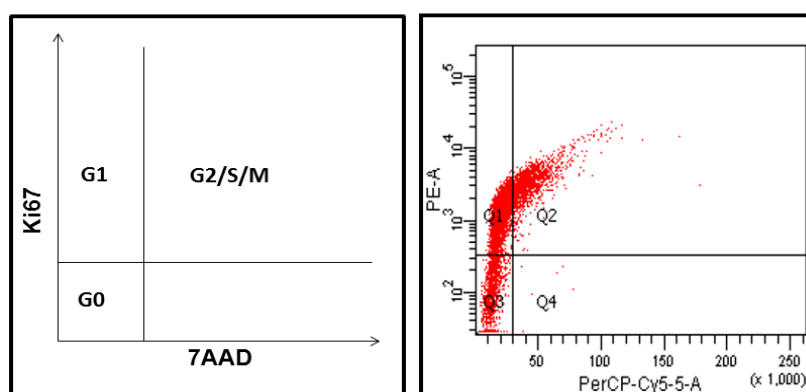 G1
G2/S/M
G0
Ki67
7AAD
PE-A
10^5
10^4
10^3
10^2
Q1
Q2
Q3
Q4
50 100 150 200 250
(x 1,000)
PerCP-Cy5-5-A